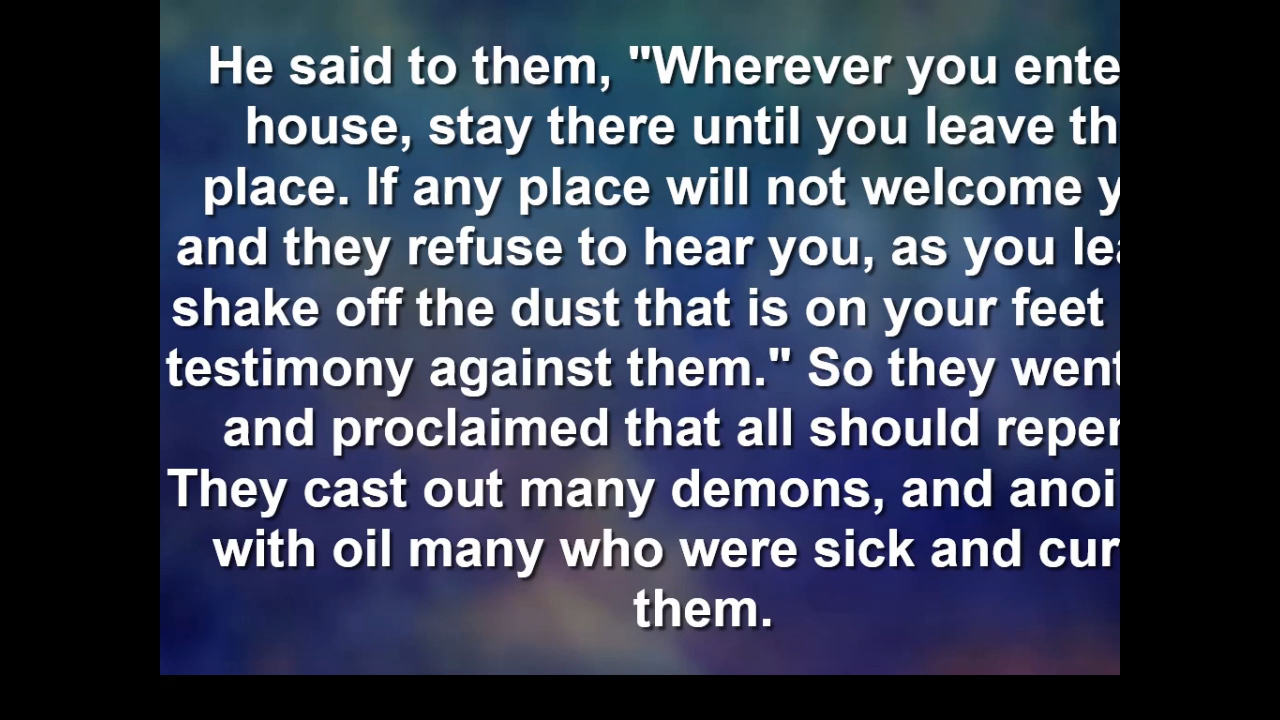 He said to them, "Wherever you ente
house, stay there until you leave th
place. If any place will not welcome y
and they refuse to hear you, as you lea
shake off the dust that is on your feet
testimony against them." So they went
and proclaimed that all should repen
They cast out many demons, and anoi
with oil many who were sick and cur
them.